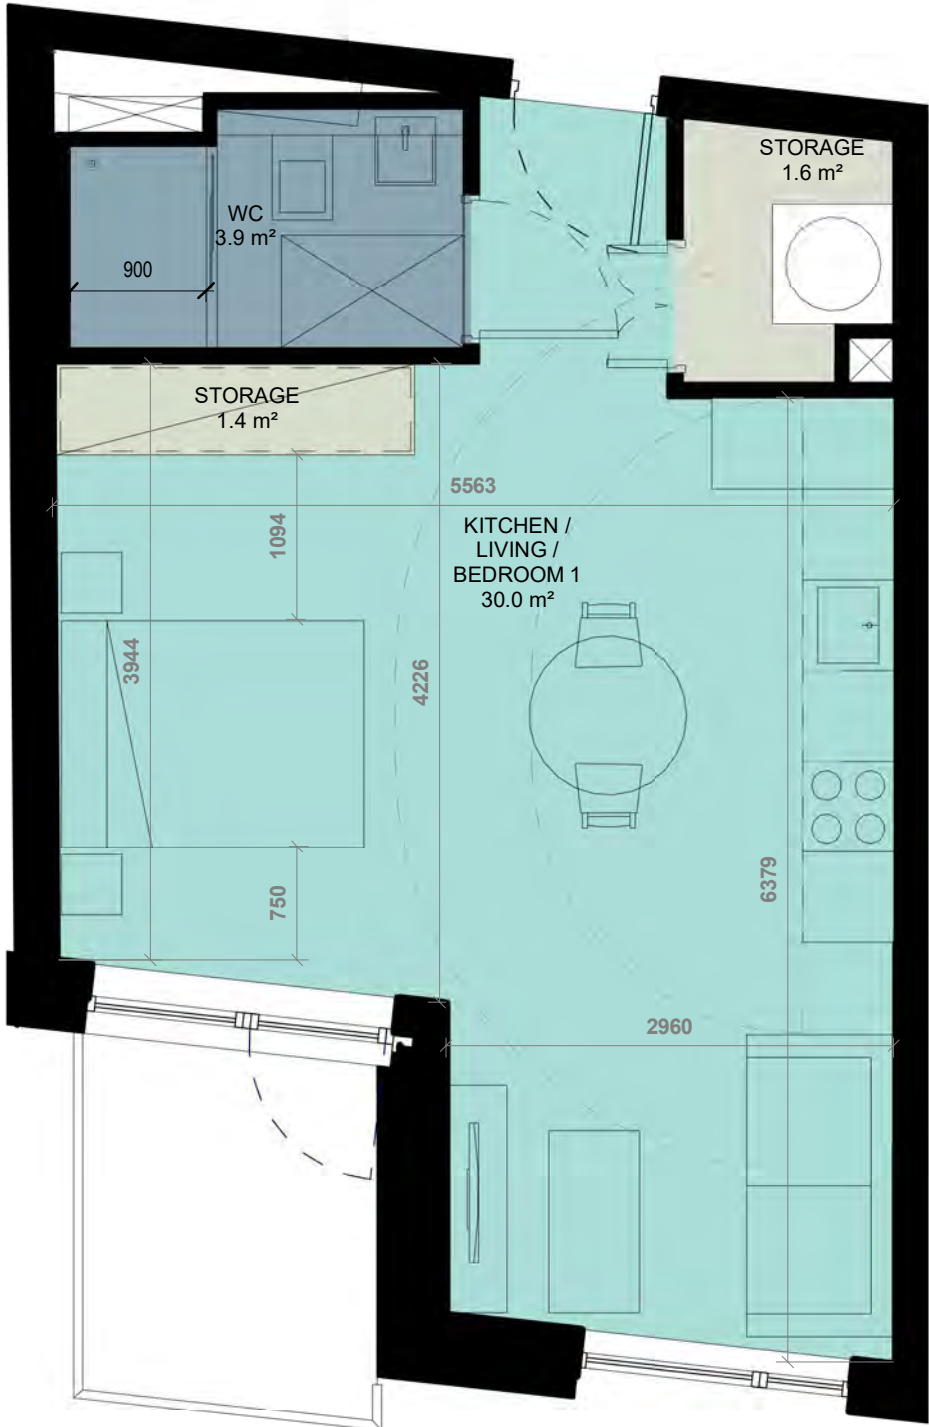 STORAGE
1.6 m²
WC
3.9 m²
900
STORAGE
1.4 m²
5563
1094
KITCHEN /
LIVING /
BEDROOM 1
30.0 m²
3944
4226
750
6379
2960